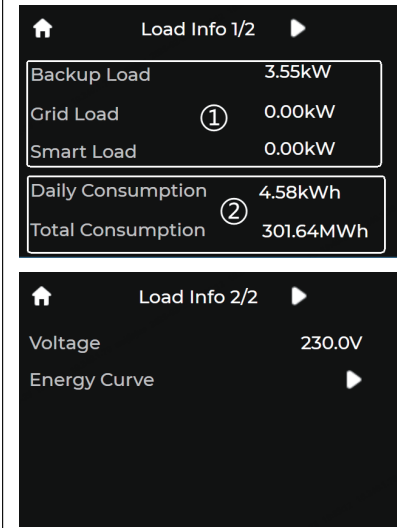 Load Info 1/2
Backup Load 3.55kW
Grid Load ① 0.00kW
Smart Load 0.00kW
Daily Consumption ② 4.58kWh
Total Consumption 301.64MWh
Load Info 2/2
Voltage 230.0V
Energy Curve